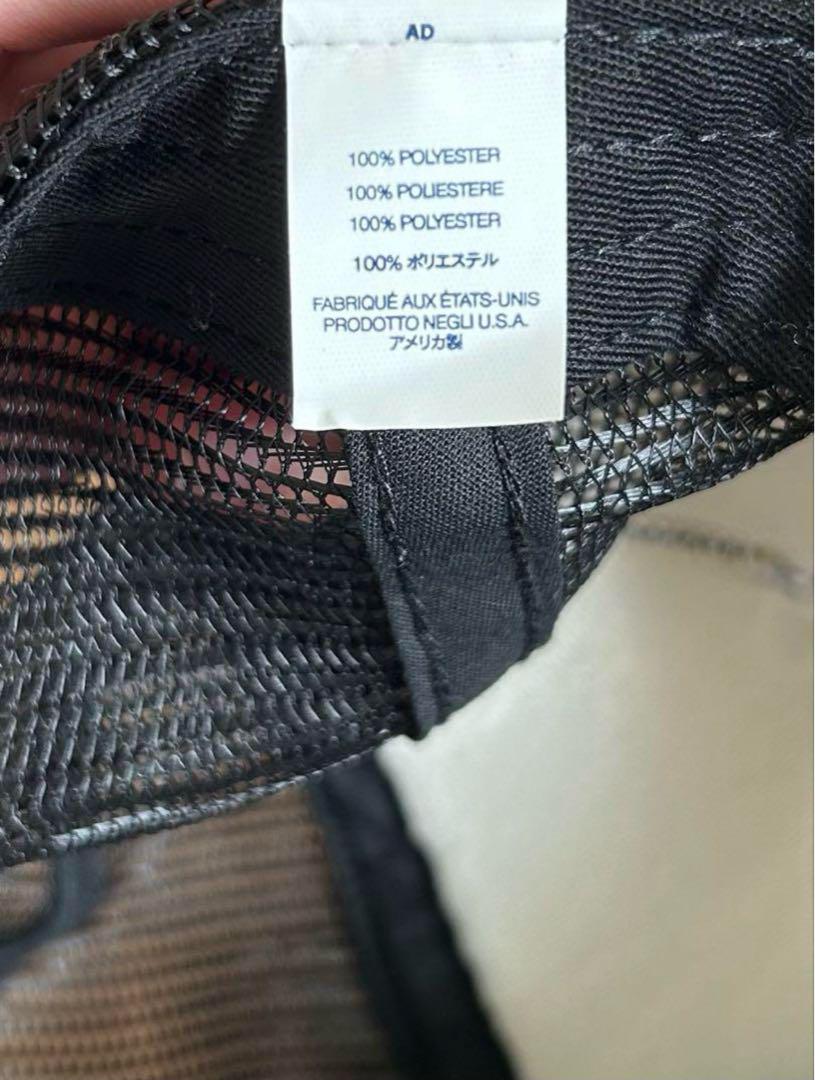 AD
100% POLYESTER
100% POLIESTERE
100% POLYESTER
100% ポリエステル
FABRIQUÉ AUX ÉTATS-UNIS
PRODOTTO NEGLI U.S.A.
アメリカ製